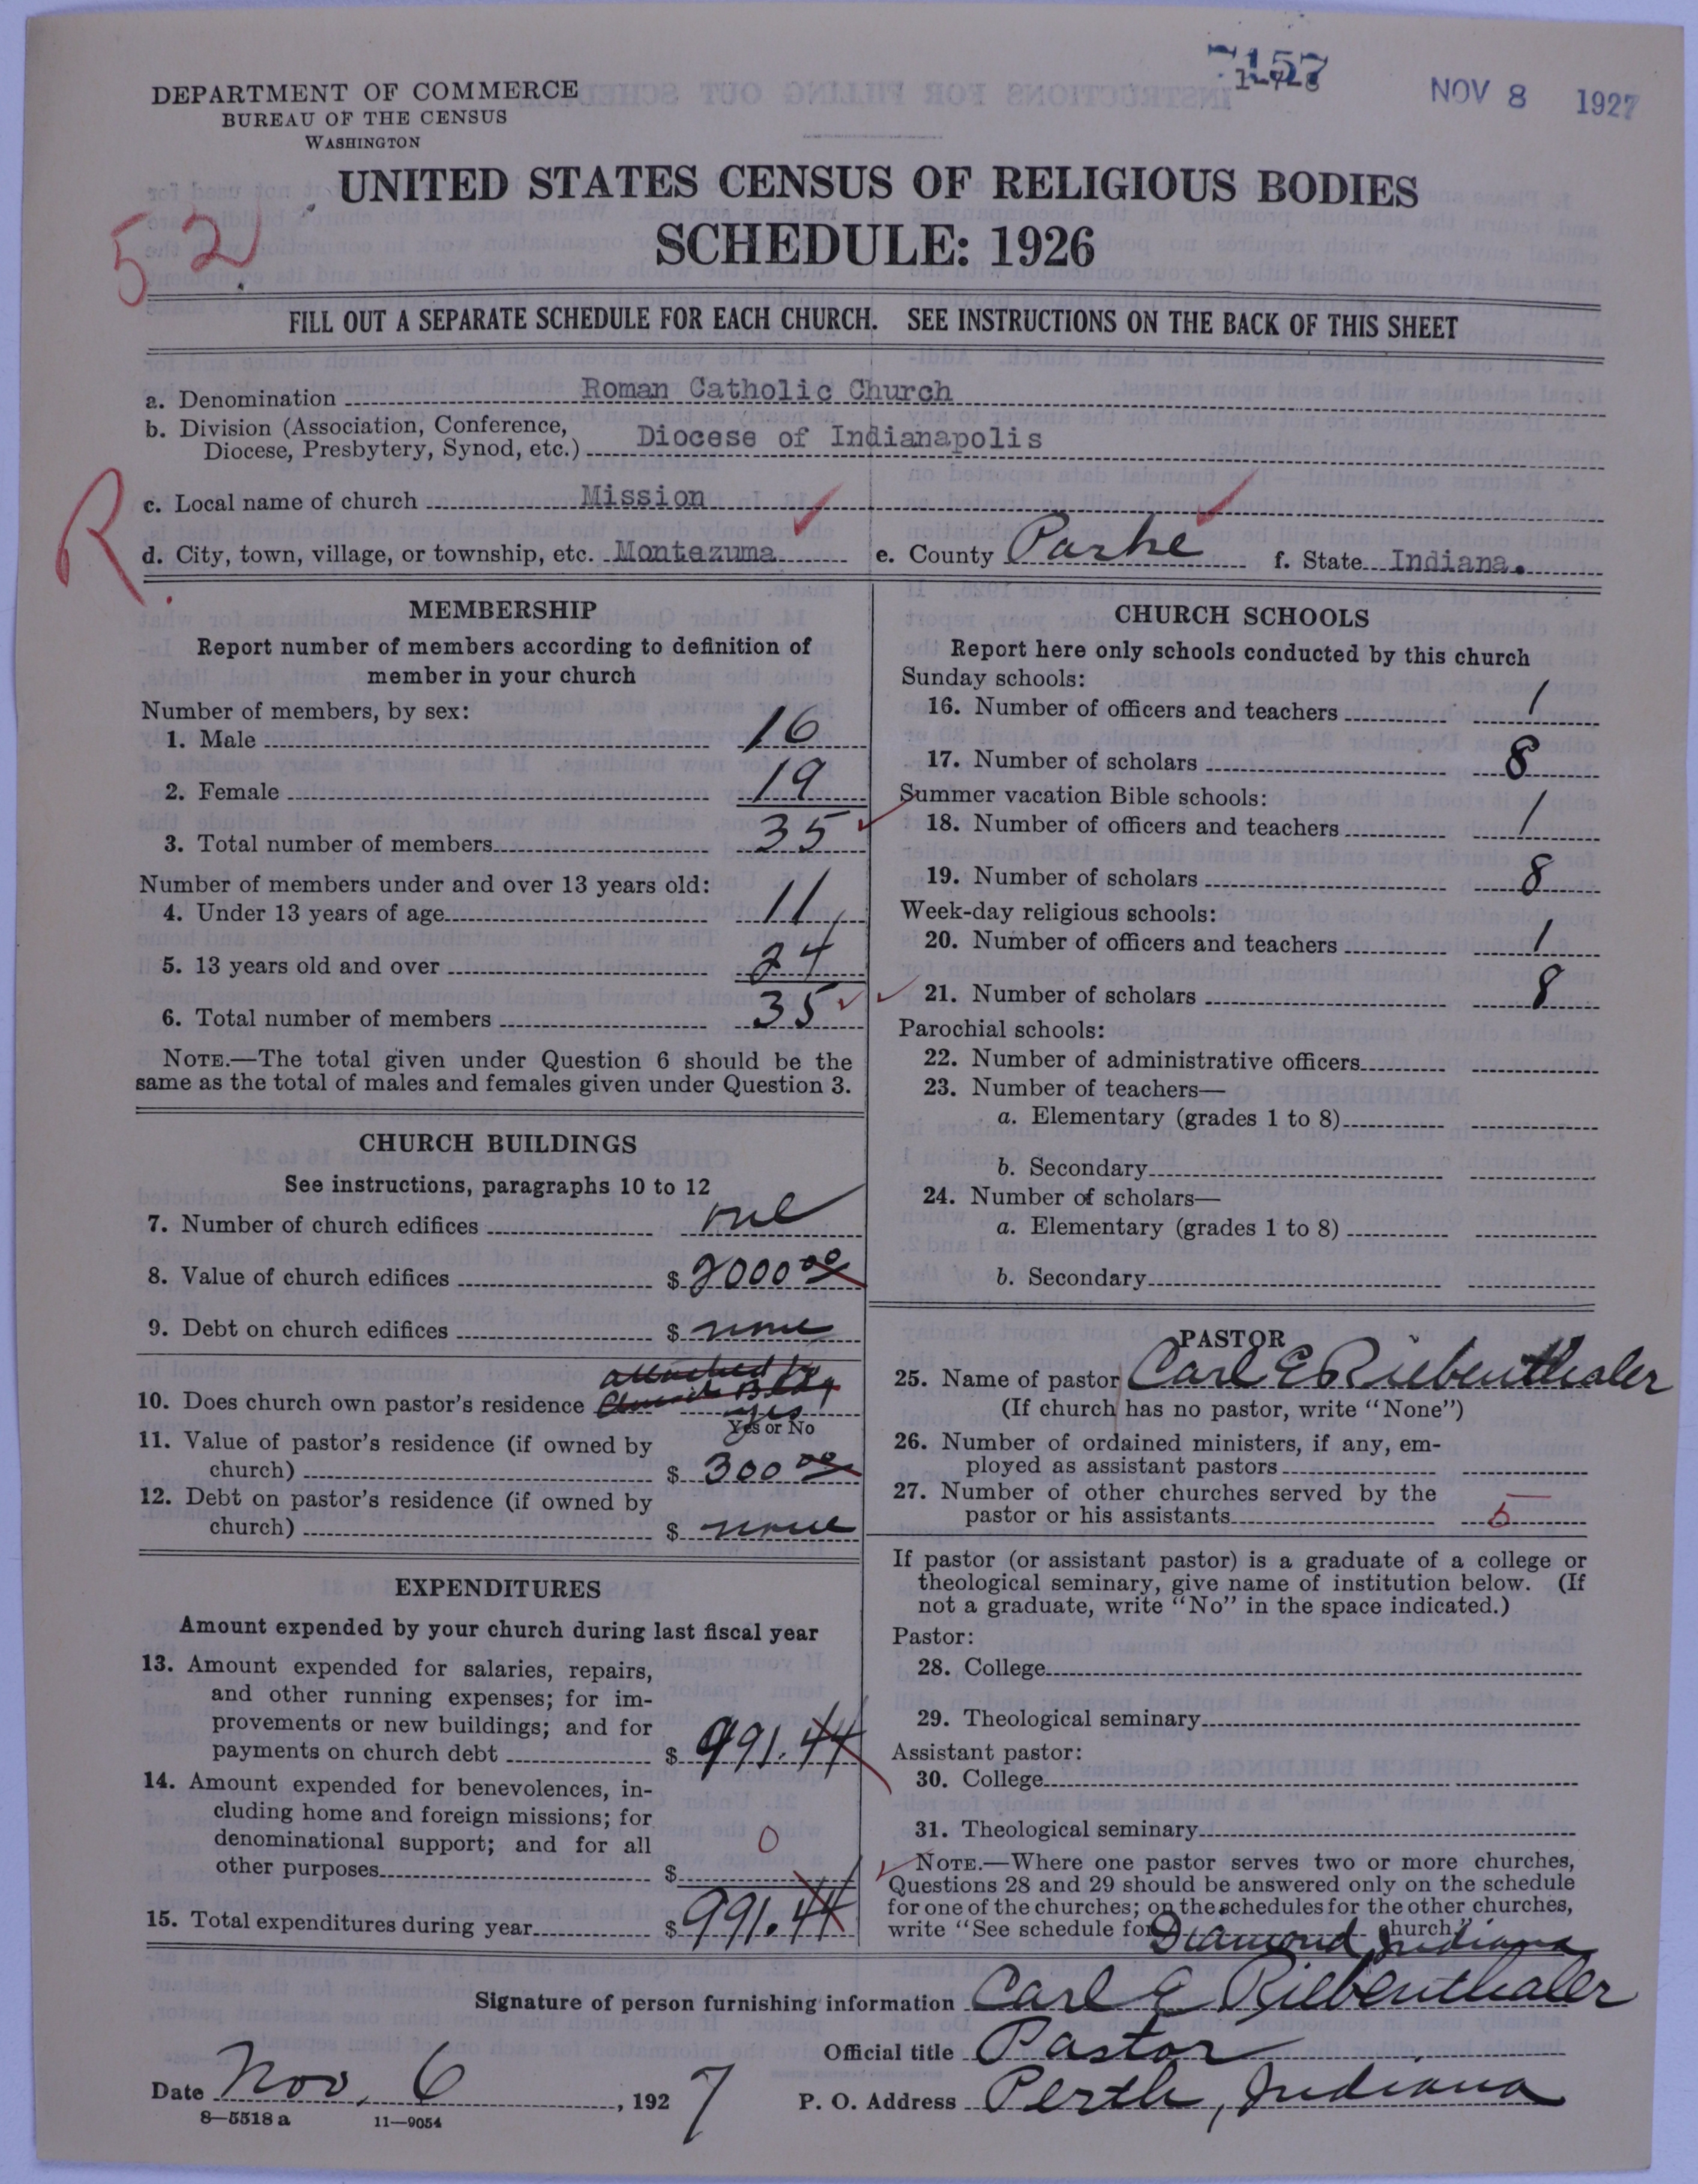 7157
NOV 8 1927
DEPARTMENT OF COMMERCE
BUREAU OF THE CENSUS
WASHINGTON
UNITED STATES CENSUS OF RELIGIOUS BODIES
SCHEDULE: 1926
52
FILL OUT A SEPARATE SCHEDULE FOR EACH CHURCH. SEE INSTRUCTIONS ON THE BACK OF THIS SHEET
a. Denomination Roman Catholic Church
b. Division (Association, Conference,
Diocese, Presbytery, Synod, etc.) Diocese of Indianapolis
R.
c. Local name of church Mission
d. City, town, village, or township, etc. Montezuma e. County Parke f. State Indiana.
MEMBERSHIP
Report number of members according to definition of
member in your church
Number of members, by sex:
1. Male 16
2. Female 19
3. Total number of members 35
Number of members under and over 13 years old:
4. Under 13 years of age 11
5. 13 years old and over 24
6. Total number of members 35
NOTE.—The total given under Question 6 should be the
same as the total of males and females given under Question 3.
CHURCH BUILDINGS
See instructions, paragraphs 10 to 12
7. Number of church edifices one
8. Value of church edifices $ 2000 00
9. Debt on church edifices $ none
attached to
10. Does church own pastor's residence Church Bldg yes
Yes or No
11. Value of pastor's residence (if owned by
church) $ 300 00
12. Debt on pastor's residence (if owned by
church) $ none
EXPENDITURES
Amount expended by your church during last fiscal year
13. Amount expended for salaries, repairs,
and other running expenses; for im-
provements or new buildings; and for
payments on church debt $ 991.44
14. Amount expended for benevolences, in-
cluding home and foreign missions; for
denominational support; and for all 0
other purposes $
15. Total expenditures during year $ 991.44
CHURCH SCHOOLS
Report here only schools conducted by this church
Sunday schools:
16. Number of officers and teachers 1
17. Number of scholars 8
Summer vacation Bible schools:
18. Number of officers and teachers 1
19. Number of scholars 8
Week-day religious schools:
20. Number of officers and teachers 1
21. Number of scholars 8
Parochial schools:
22. Number of administrative officers
23. Number of teachers—
a. Elementary (grades 1 to 8)
b. Secondary
24. Number of scholars—
a. Elementary (grades 1 to 8)
b. Secondary
PASTOR
25. Name of pastor Carl E Riebenthaler
(If church has no pastor, write "None")
26. Number of ordained ministers, if any, em-
ployed as assistant pastors
27. Number of other churches served by the
pastor or his assistants 5
If pastor (or assistant pastor) is a graduate of a college or
theological seminary, give name of institution below. (If
not a graduate, write "No" in the space indicated.)
Pastor:
28. College
29. Theological seminary
Assistant pastor:
30. College
31. Theological seminary
NOTE.—Where one pastor serves two or more churches,
Questions 28 and 29 should be answered only on the schedule
for one of the churches; on the schedules for the other churches,
write "See schedule for Diamond, Indiana church."
Signature of person furnishing information Carl E Riebenthaler
Official title Pastor
Date Nov. 6, 1927 P. O. Address Perth, Indiana
8—5518 a 11—9054